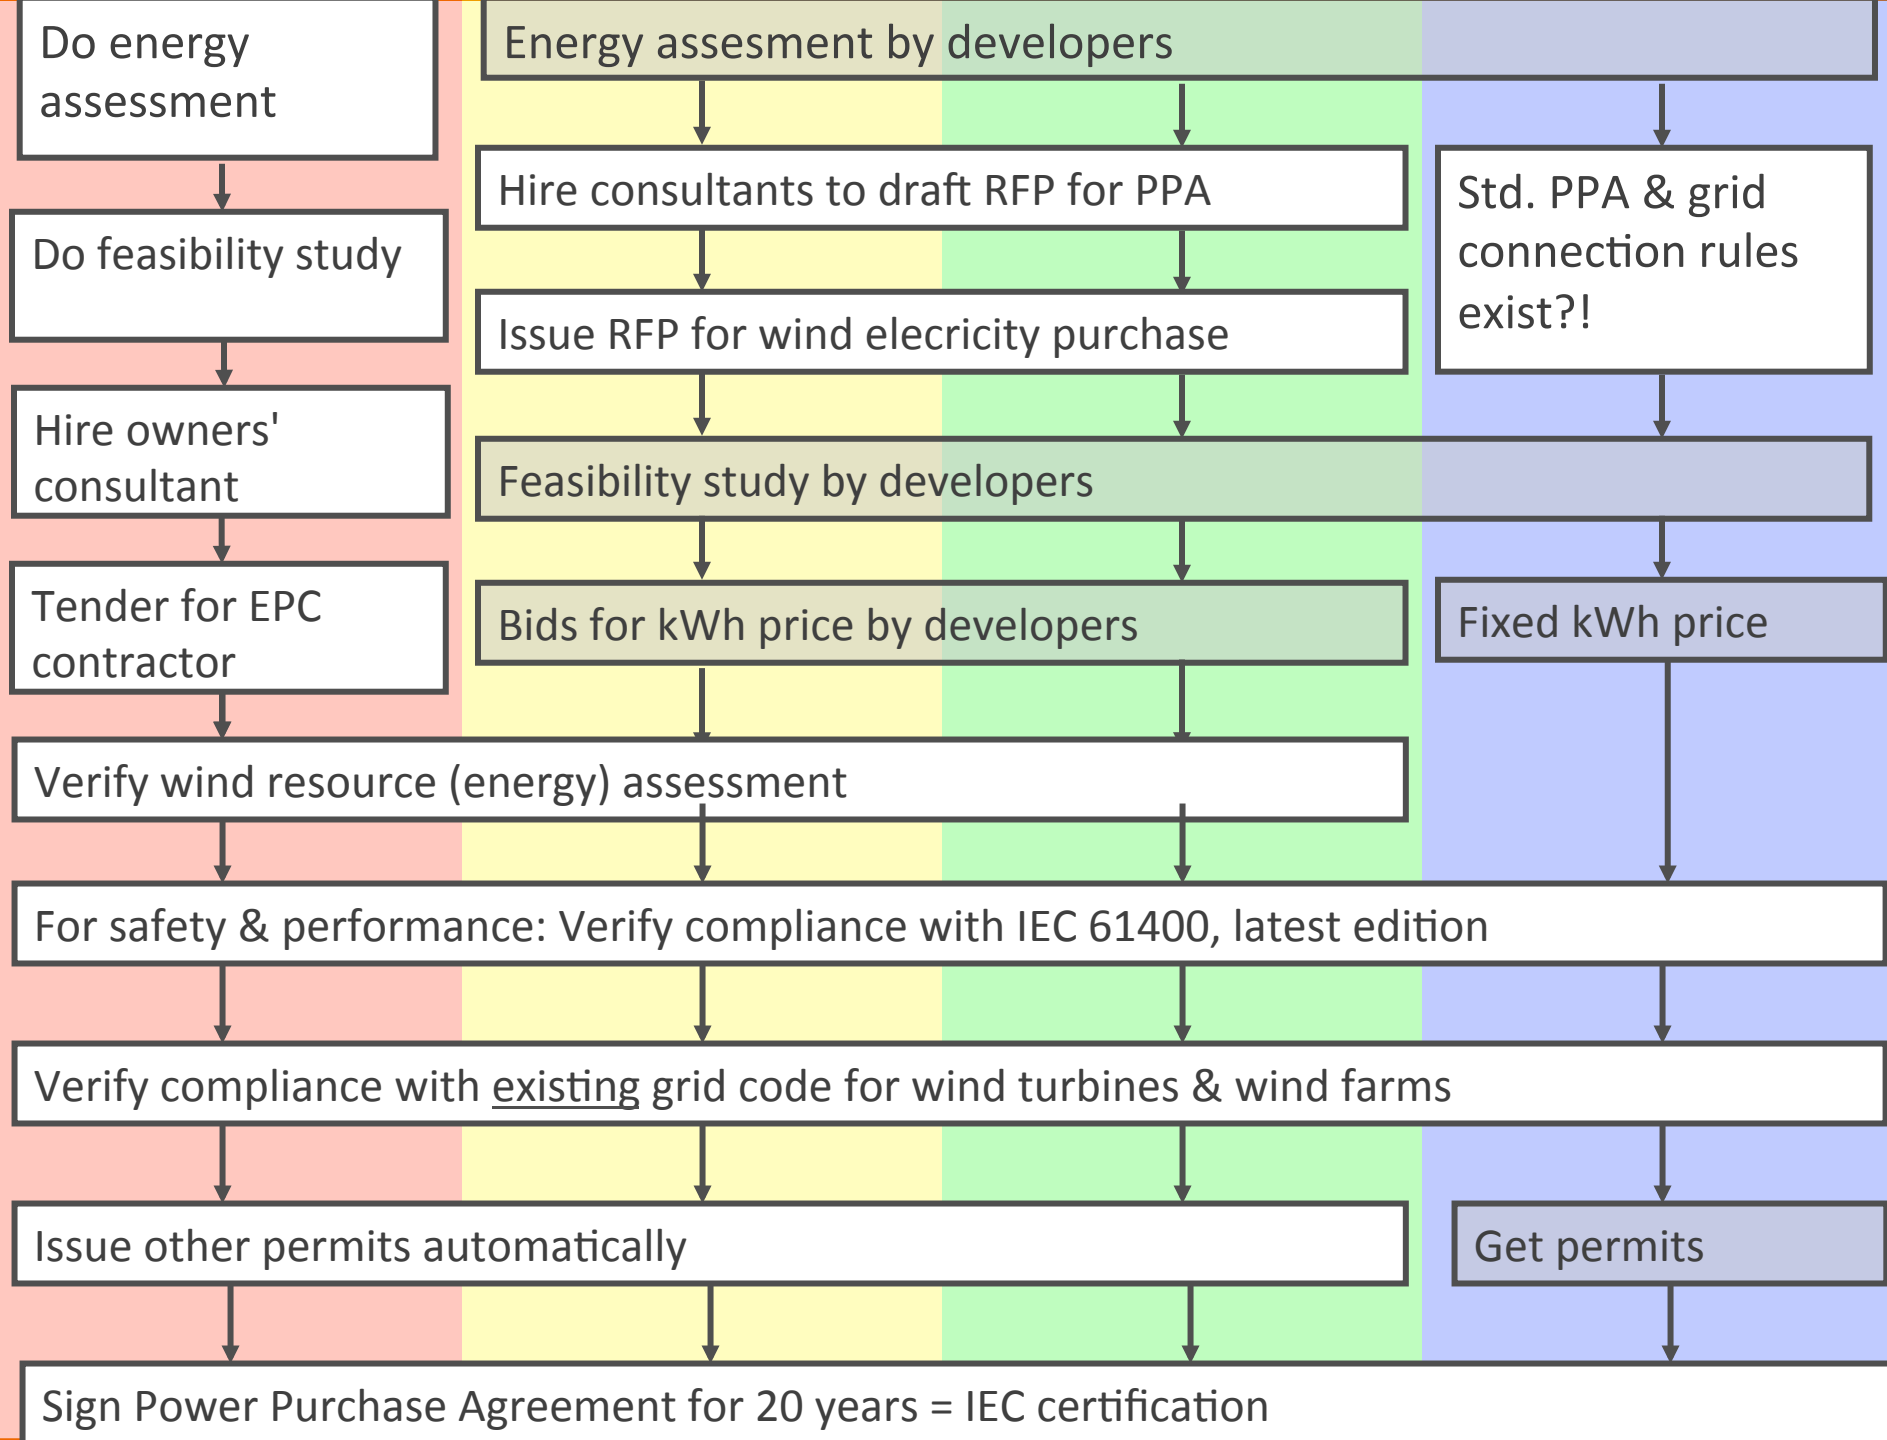 Do energy
assessment
Energy assesment by developers
Hire consultants to draft RFP for PPA
Std. PPA & grid
connection rules
exist?!
Do feasibility study
Issue RFP for wind elecricity purchase
Hire owners'
consultant
Feasibility study by developers
Tender for EPC
contractor
Bids for kWh price by developers
Fixed kWh price
Verify wind resource (energy) assessment
For safety & performance: Verify compliance with IEC 61400, latest edition
Verify compliance with existing grid code for wind turbines & wind farms
Issue other permits automatically
Get permits
Sign Power Purchase Agreement for 20 years = IEC certification